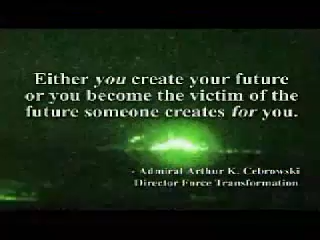 Either you create your future
or you become the victim of the
future someone creates for you.
- Admiral Arthur K. Cebrowski
Director Force Transformation